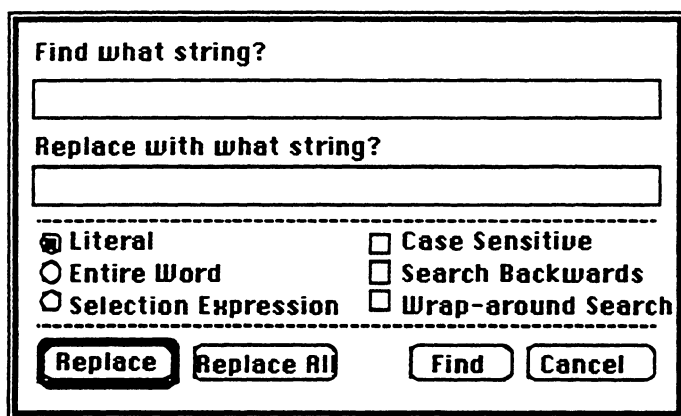 Find what string?
Replace with what string?
Literal
Case Sensitive
Entire Word
Search Backwards
Selection Expression
Wrap-around Search
Replace
Replace All
Find
Cancel